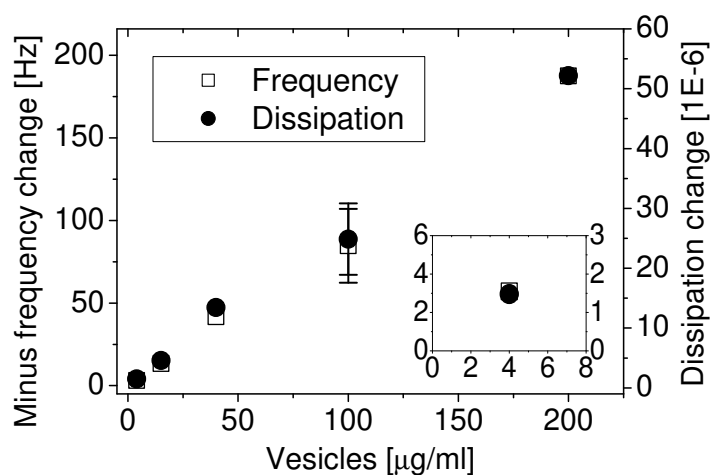 Minus frequency change [Hz]
200
150
100
50
0
Frequency
Dissipation
60
50
40
30
20
10
0
Dissipation change [1E-6]
6
4
2
0
3
2
1
0
0 2 4 6 8
0 50 100 150 200
Vesicles [μg/ml]